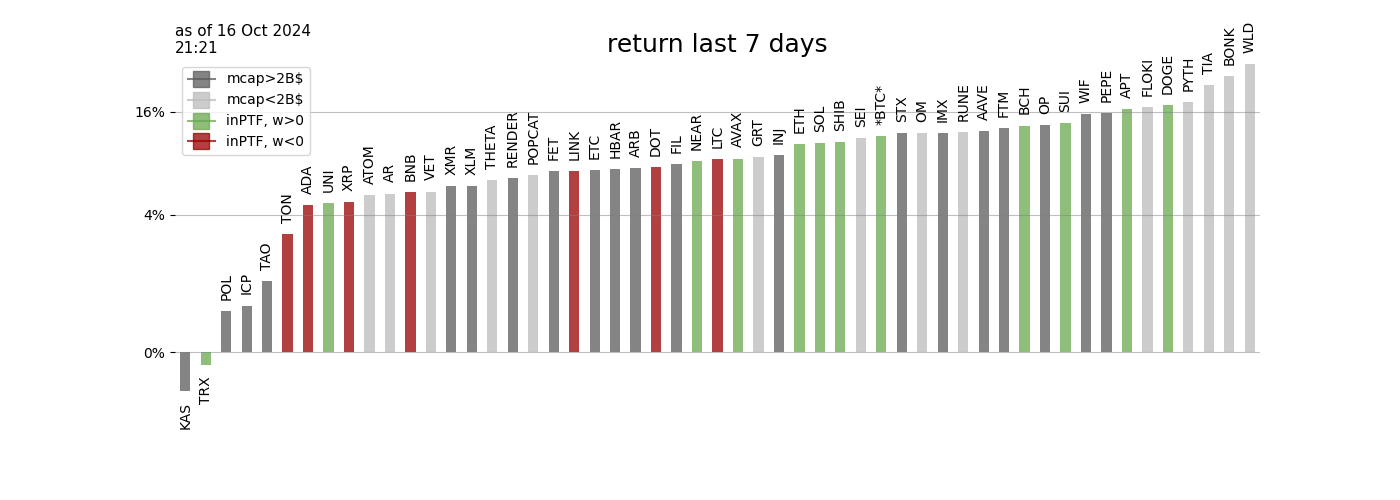 as of 16 Oct 2024
21:21
return last 7 days
mcap>2B$
mcap<2B$
inPTF, w>0
inPTF, w<0
16%
4%
0%
KAS
TRX
POL
ICP
TAO
TON
ADA
UNI
XRP
ATOM
AR
BNB
VET
XMR
XLM
THETA
RENDER
POPCAT
FET
LINK
ETC
HBAR
ARB
DOT
FIL
NEAR
LTC
AVAX
GRT
INJ
ETH
SOL
SHIB
SEI
*BTC*
STX
OM
IMX
RUNE
AAVE
FTM
BCH
OP
SUI
WIF
PEPE
APT
FLOKI
DOGE
PYTH
TIA
BONK
WLD